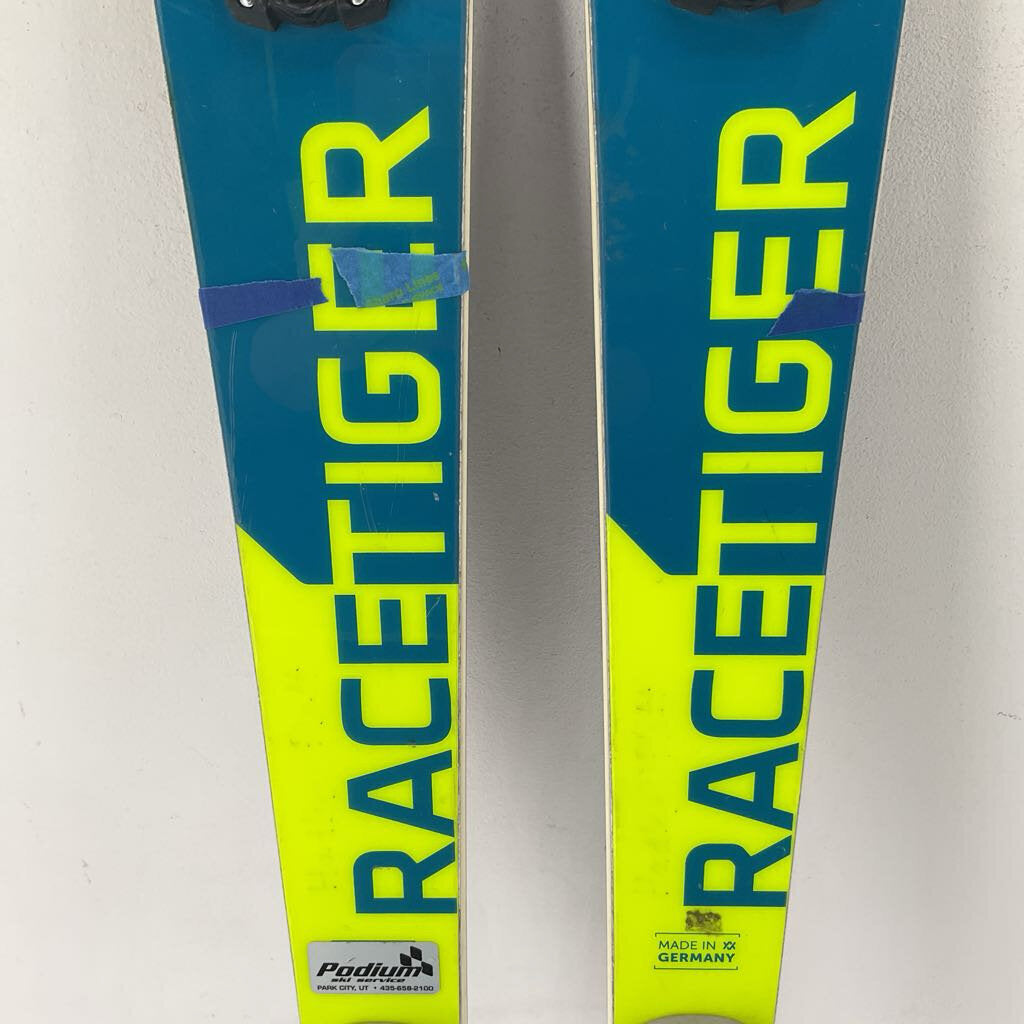 RACETIGER
RACETIGER
Podium
ski service
PARK CITY, UT • 435-658-2100
MADE IN
GERMANY